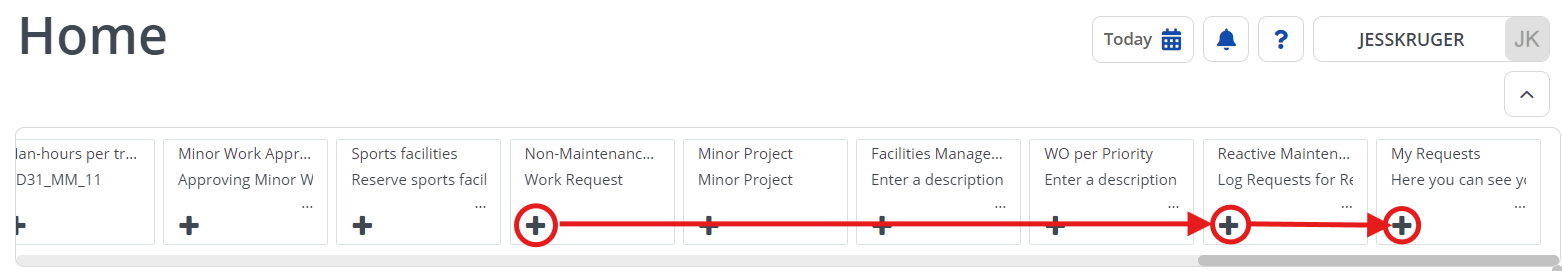 Home
Today
?
JESSKRUGER
JK
lan-hours per tr...
D31_MM_11
Minor Work Appr...
Approving Minor W
...
Sports facilities
Reserve sports facil
...
Non-Maintenanc...
Work Request
Minor Project
Minor Project
Facilities Manage...
Enter a description
...
WO per Priority
Enter a description
...
Reactive Mainten...
Log Requests for Re
...
My Requests
Here you can see yo
...